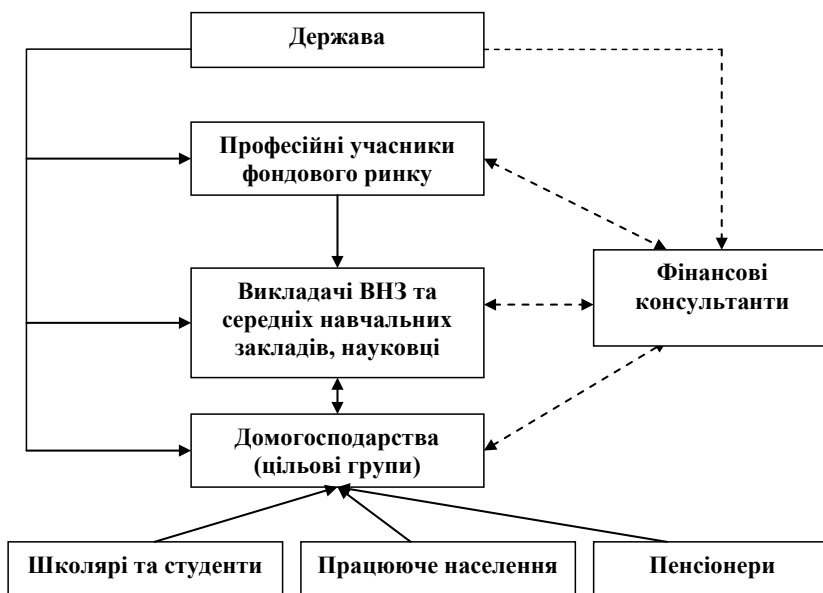 Держава
Професійні учасники
фондового ринку
Викладачі ВНЗ та
середніх навчальних
закладів, науковці
Фінансові
консультанти
Домогосподарства
(цільові групи)
Школярі та студенти
Працююче населення
Пенсіонери